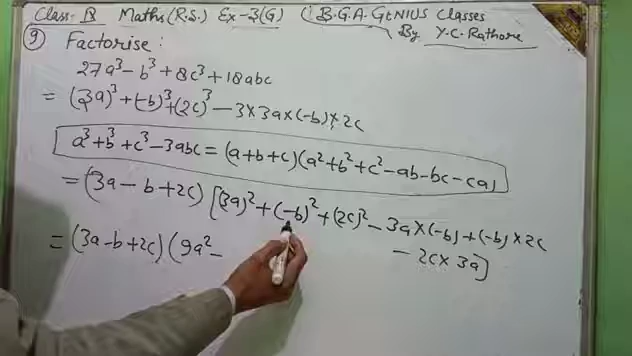 Class-9 Maths (R.S.) Ex-3(G) (B.G.A. GENIUS Classes
By Y.C. Rathore
⑨ Factorise:
27a³ - b³ + 8c³ + 18abc
= (3a)³ + (-b)³ + (2c)³ - 3×3a×(-b)×2c
a³ + b³ + c³ - 3abc = (a+b+c)(a²+b²+c²-ab-bc-ca)
= (3a - b + 2c) [(3a)² + (-b)² + (2c)² - 3a×(-b) + (-b)×2c
- 2c×3a]
= (3a-b+2c) (9a² -